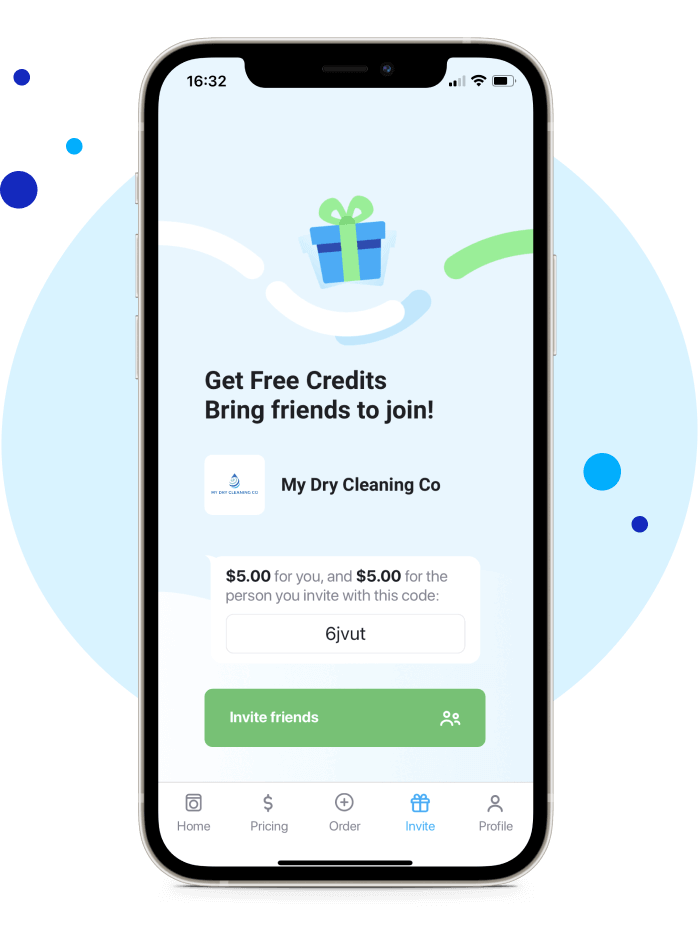 16:32
Get Free Credits
Bring friends to join!
MY DRY CLEANING CO
My Dry Cleaning Co
$5.00 for you, and $5.00 for the
person you invite with this code:
6jvut
Invite friends
Home
Pricing
Order
Invite
Profile